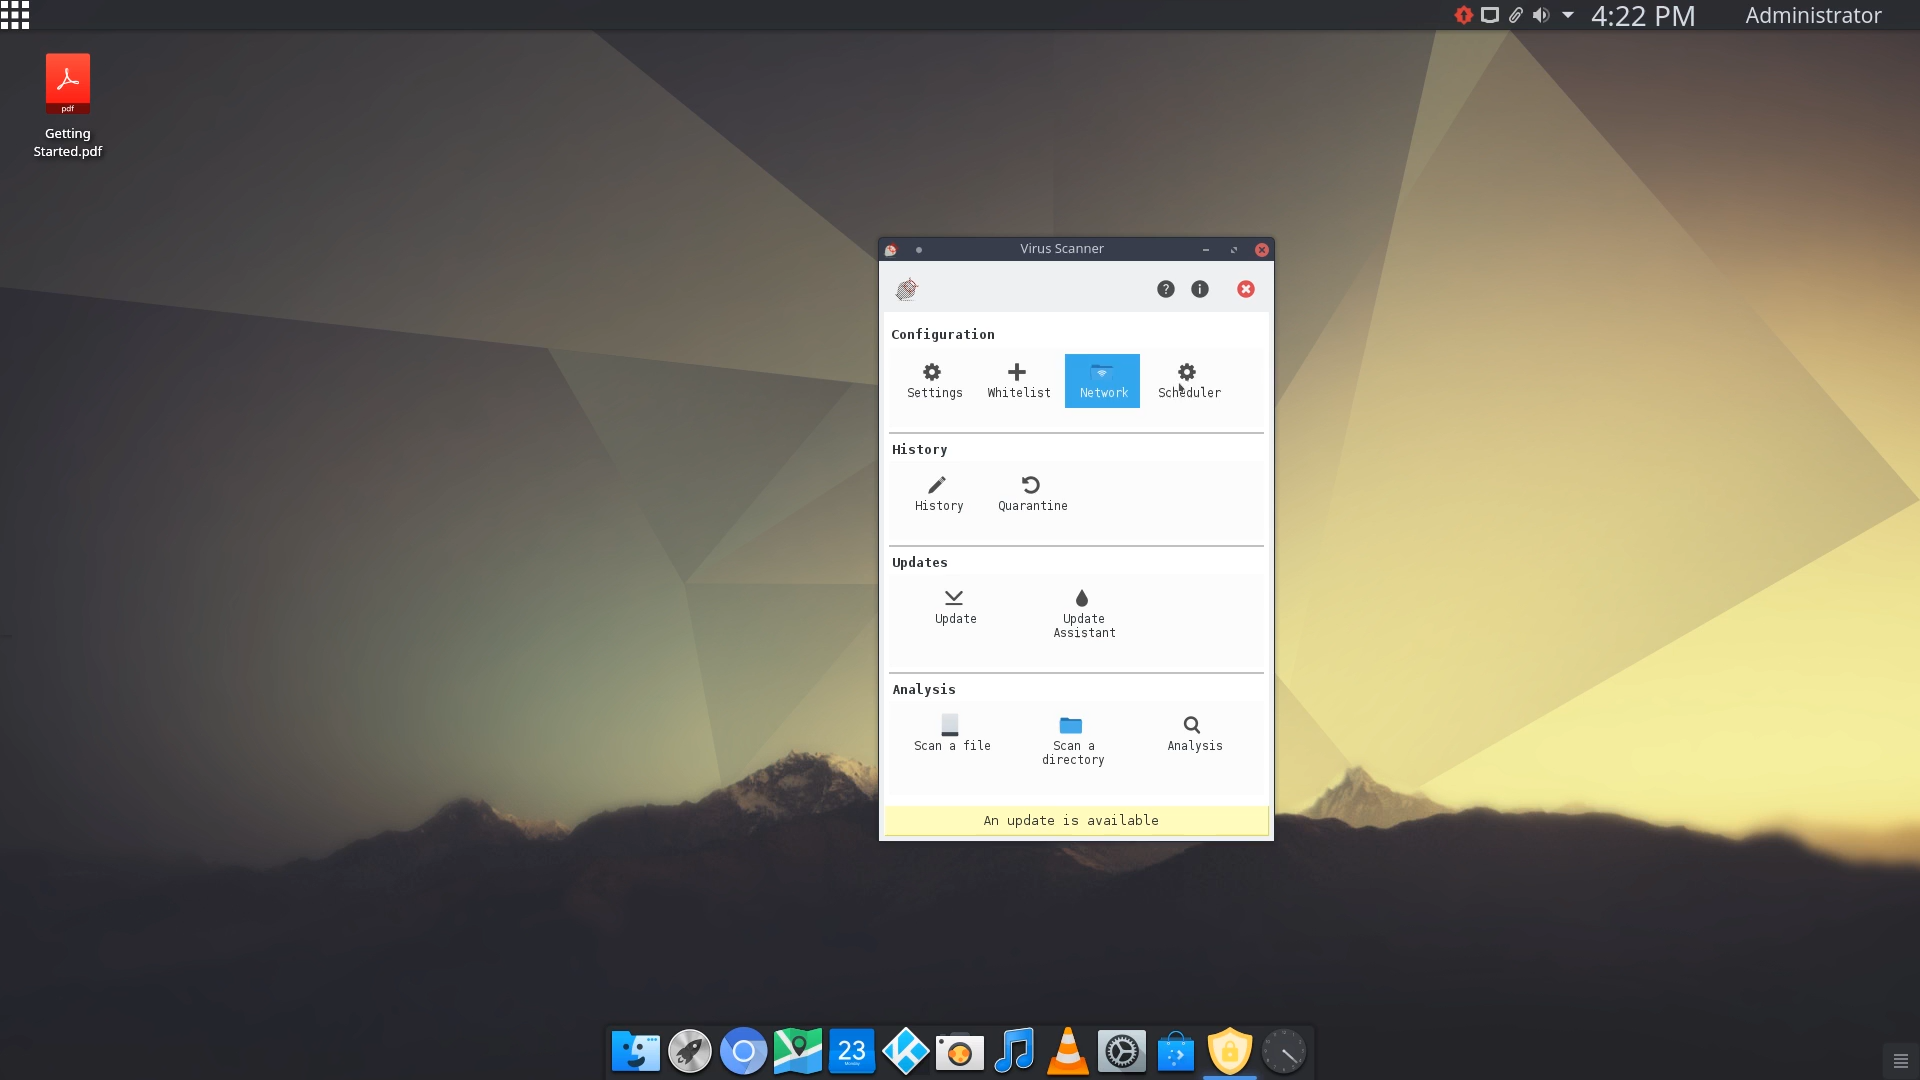 4:22 PM
Administrator
pdf
Getting
Started.pdf
Virus Scanner
Configuration
Settings
Whitelist
Network
Scheduler
History
History
Quarantine
Updates
Update
Update
Assistant
Analysis
Scan a file
Scan a
directory
Analysis
An update is available
23
Monday